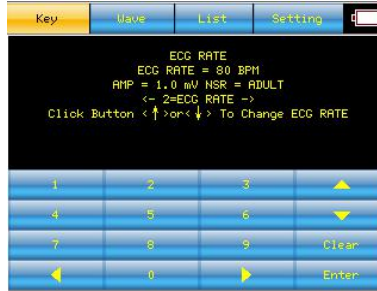 Key Wave List Setting
ECG RATE
ECG RATE = 80 BPM
AMP = 1.0 mV NSR = ADULT
<- 2=ECG RATE ->
Click Button <↑>or<↓> To Change ECG RATE
1 2 3 ▲
4 5 6 ▼
7 8 9 Clear
◀ 0 ▶ Enter